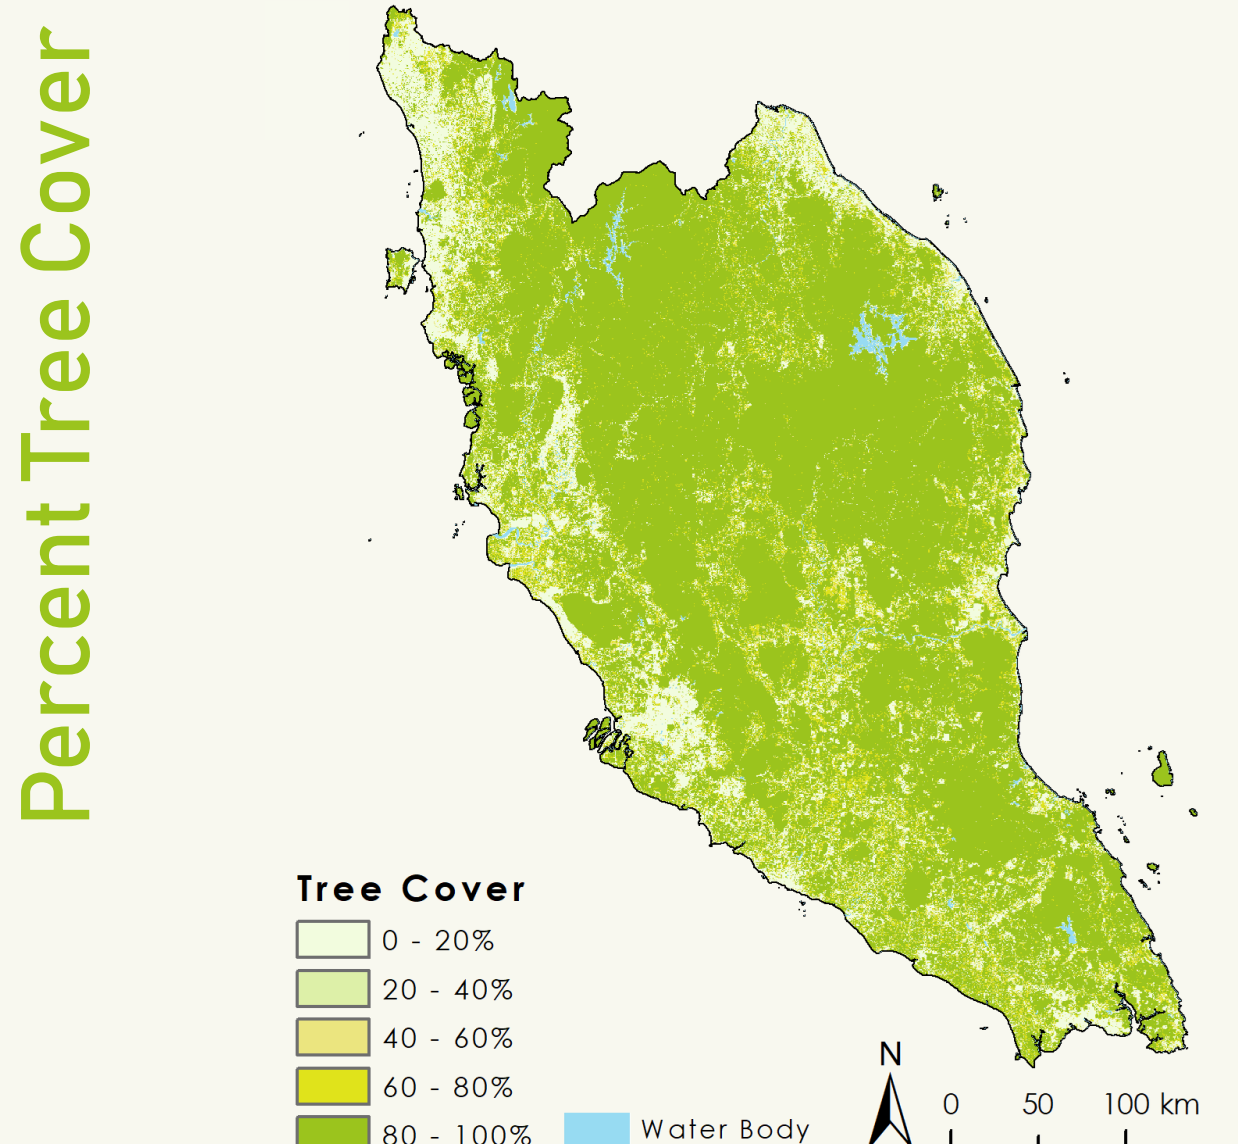 Percent Tree Cover
Tree Cover
0 - 20%
20 - 40%
40 - 60%
60 - 80%
80 - 100%
Water Body
N
0 50 100 km